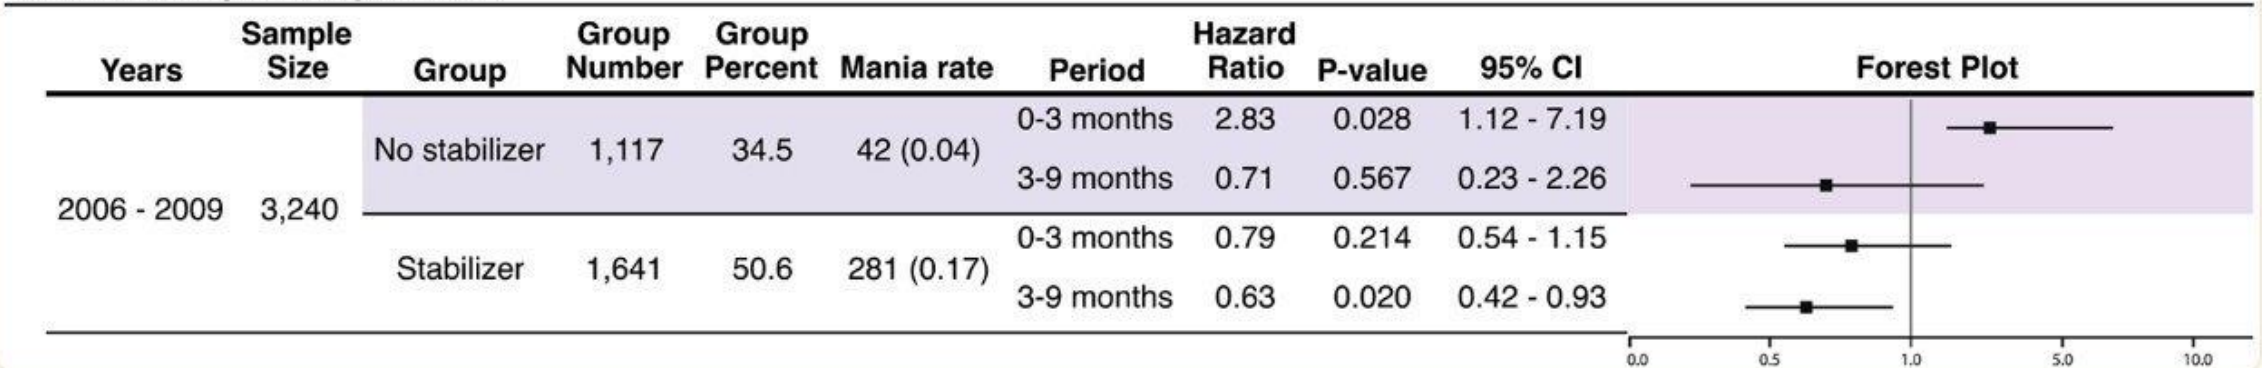 Years Sample Size Group Group Number Group Percent Mania rate Period Hazard Ratio P-value 95% CI Forest Plot
0-3 months 2.83 0.028 1.12 - 7.19
No stabilizer 1,117 34.5 42 (0.04)
3-9 months 0.71 0.567 0.23 - 2.26
2006 - 2009 3,240
0-3 months 0.79 0.214 0.54 - 1.15
Stabilizer 1,641 50.6 281 (0.17)
3-9 months 0.63 0.020 0.42 - 0.93
0.0 0.5 1.0 5.0 10.0